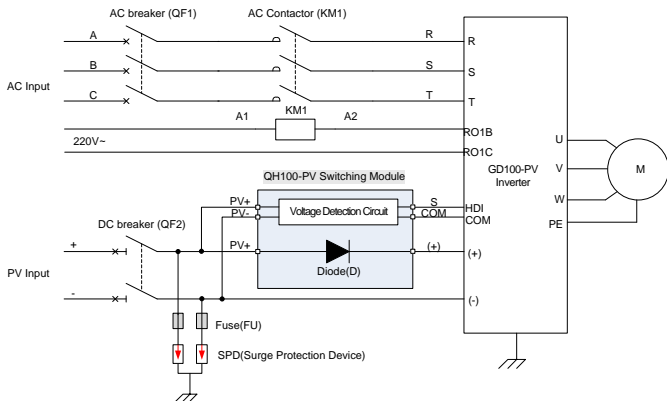 AC breaker (QF1)
AC Contactor (KM1)
A
R
R
B
S
S
AC Input
C
T
T
A1
KM1
A2
RO1B
220V~
RO1C
U
GD100-PV
Inverter
V
M
W
PE
QH100-PV Switching Module
PV+
Voltage Detection Circuit
S
HDI
PV-
COM
COM
DC breaker (QF2)
+
PV+
(+)
(+)
Diode(D)
PV Input
-
(-)
Fuse(FU)
SPD(Surge Protection Device)